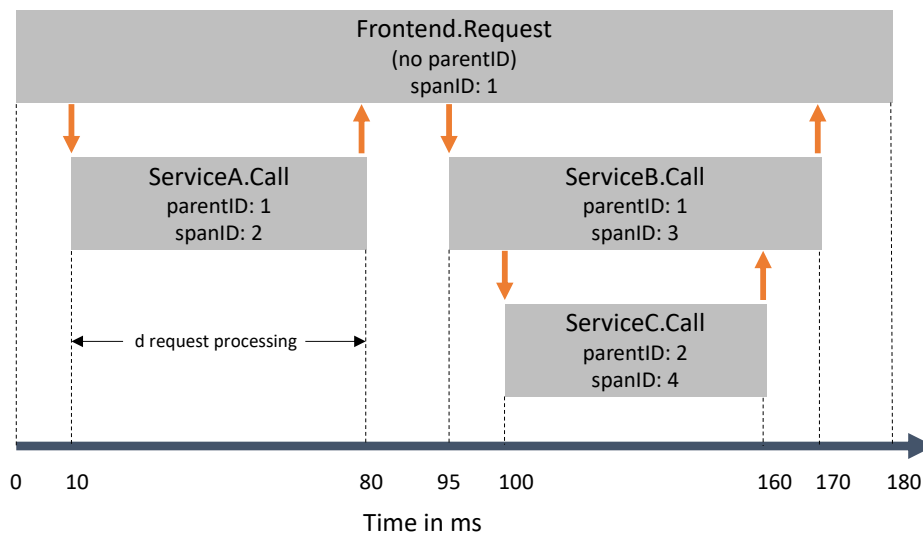 Frontend.Request
(no parentID)
spanID: 1
ServiceA.Call
parentID: 1
spanID: 2
ServiceB.Call
parentID: 1
spanID: 3
d request processing
ServiceC.Call
parentID: 2
spanID: 4
0 10 80 95 100 160 170 180
Time in ms